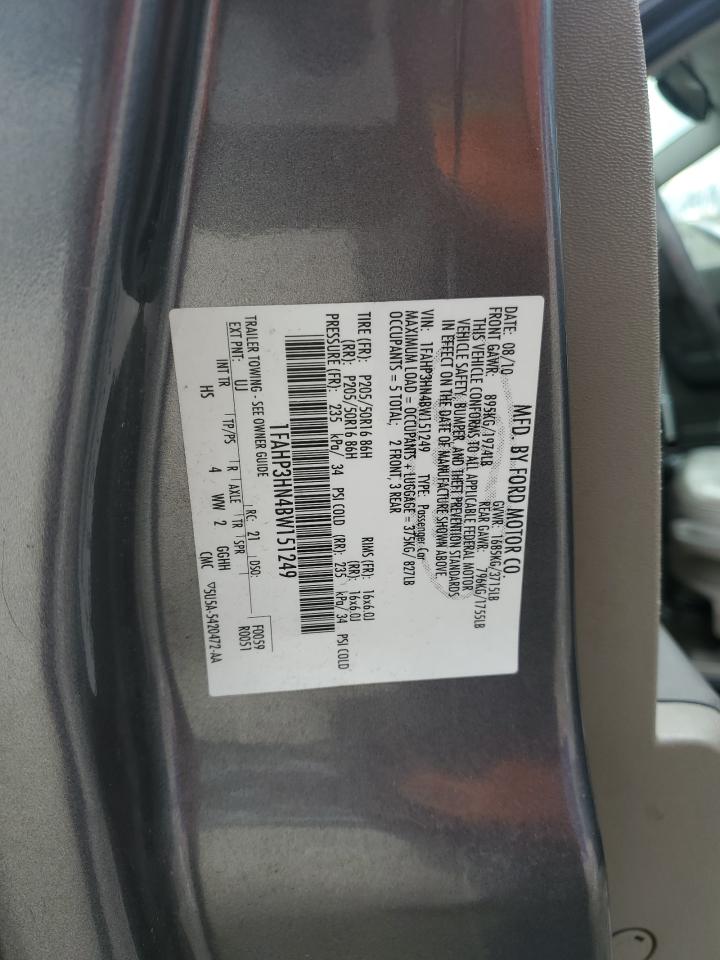 MFD. BY FORD MOTOR CO.
DATE: 08/10 GVWR: 1685KG/3715LB
FRONT GAWR: 895KG/1974LB REAR GAWR: 796KG/1755LB
THIS VEHICLE CONFORMS TO ALL APPLICABLE FEDERAL MOTOR
VEHICLE SAFETY, BUMPER, AND THEFT PREVENTION STANDARDS
IN EFFECT ON THE DATE OF MANUFACTURE SHOWN ABOVE
VIN: 1FAHP3HN4BW151249 TYPE: Passenger Car
MAXIMUM LOAD = OCCUPANTS + LUGGAGE = 375KG/ 827LB
OCCUPANTS = 5 TOTAL; 2 FRONT, 3 REAR
TIRE (FR): P205/50R16 86H RIMS (FR): 16x6.0J
(RR): P205/50R16 86H (RR): 16x6.0J
PRESSURE (FR): 235 kPa/ 34 PSI COLD (RR): 235 kPa/ 34 PSI COLD
1FAHP3HN4BW151249
TRAILER TOWING - SEE OWNER GUIDE F0059
EXT PNT: UJ RC: 21 DSO: R0051
INT TR TP/PS R AXLE TR SPR
HS 4 WW 2 GGHH CMC ▽5U5A-5420472-AA